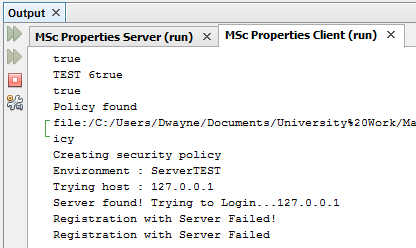 Output x
MSc Properties Server (run) x MSc Properties Client (run) x
true
TEST 6true
true
Policy found
file:/C:/Users/Dwayne/Documents/University%20Work/Ma
icy
Creating security policy
Environment : ServerTEST
Trying host : 127.0.0.1
Server found! Trying to Login...127.0.0.1
Registration with Server Failed!
Registration with Server Failed